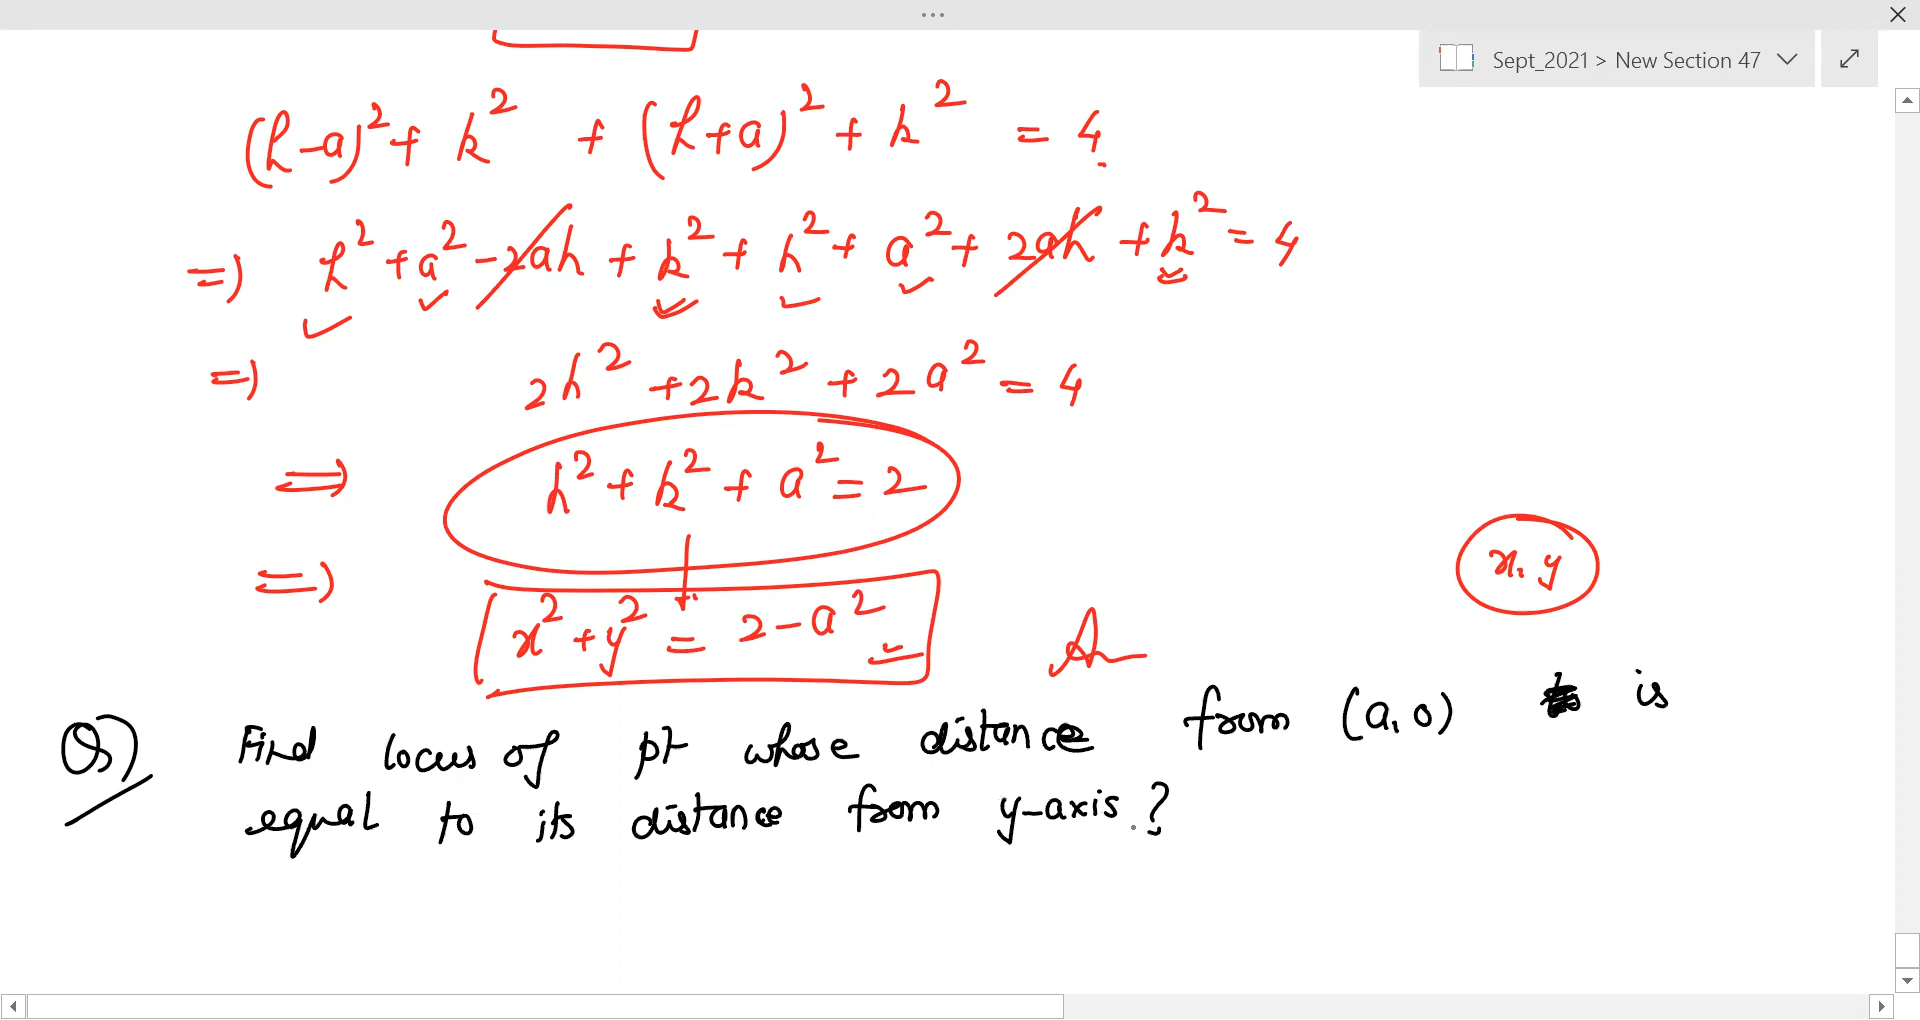 Sept_2021 > New Section 47
(h-a)² + k² + (h+a)² + k² = 4
=) h² + a² - 2ah + k² + h² + a² + 2ah + k² = 4
=) 2h² + 2k² + 2a² = 4
=> h² + k² + a² = 2
x, y
=) x² + y² = 2 - a²
Q) Find locus of pt whose distance from (a, 0) is
equal to its distance from y-axis.?